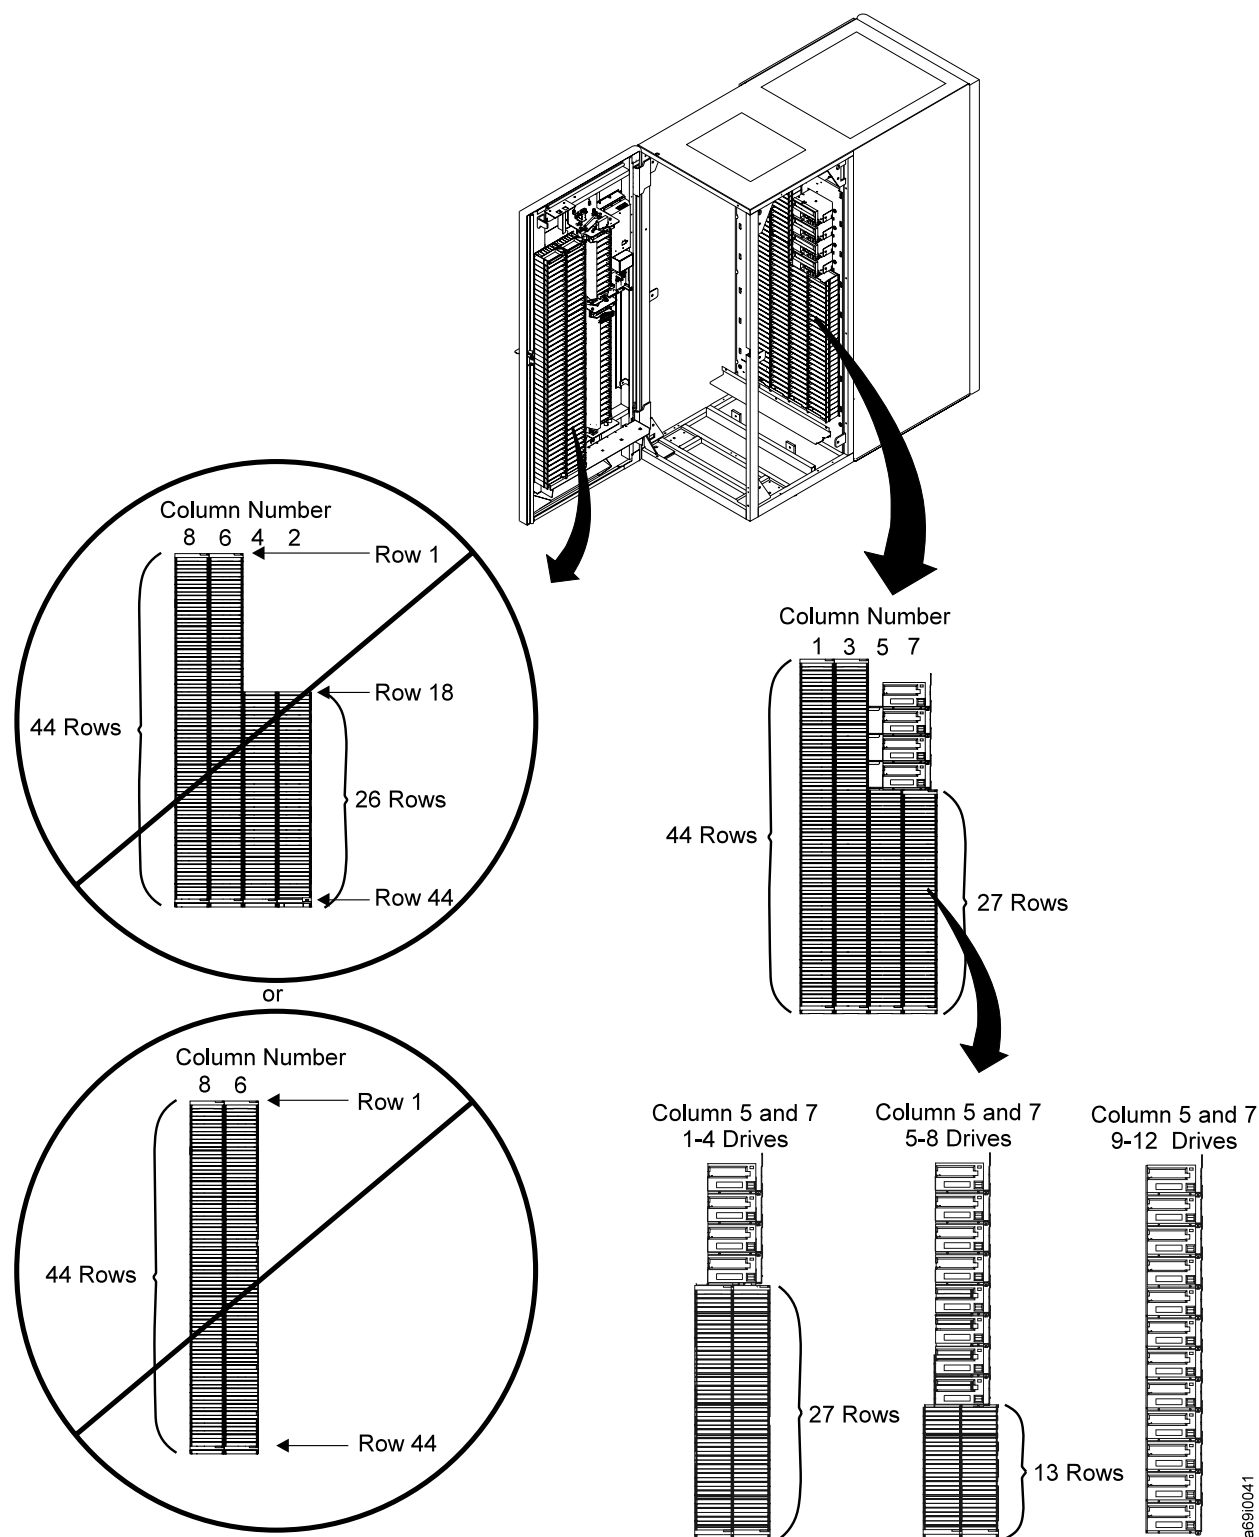 Column Number
8 6 4 2
Row 1
Row 18
44 Rows
26 Rows
Row 44
or
Column Number
8 6
Row 1
44 Rows
Row 44
Column Number
1 3 5 7
44 Rows
27 Rows
Column 5 and 7
1-4 Drives
27 Rows
Column 5 and 7
5-8 Drives
13 Rows
Column 5 and 7
9-12 Drives
a69i0041